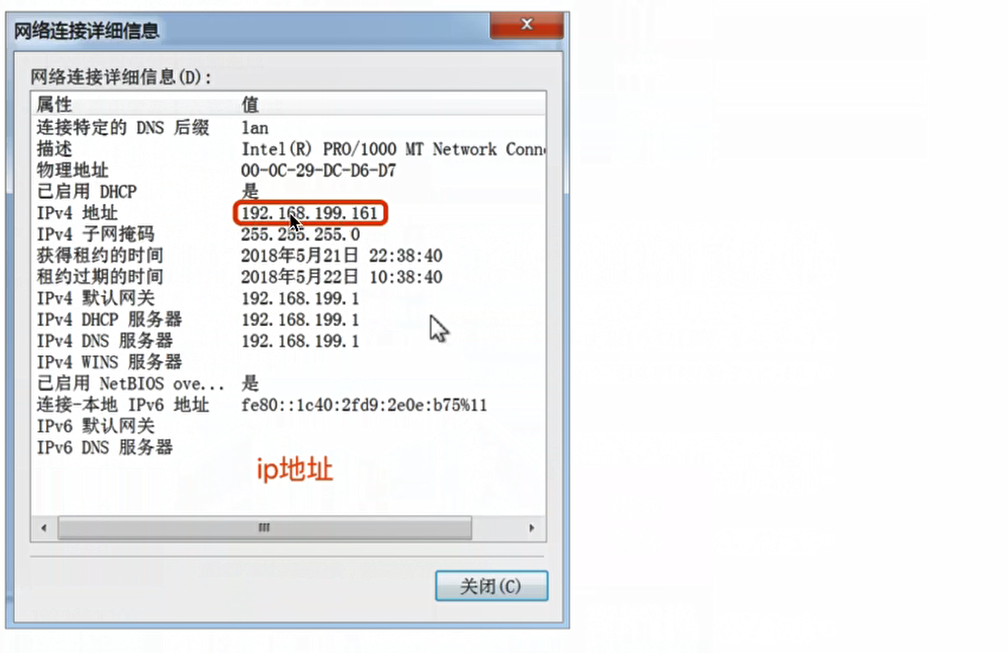 网络连接详细信息
网络连接详细信息(D):
属性 值
连接特定的 DNS 后缀 lan
描述 Intel(R) PRO/1000 MT Network Conn
物理地址 00-0C-29-DC-D6-D7
已启用 DHCP 是
IPv4 地址 192.168.199.161
IPv4 子网掩码 255.255.255.0
获得租约的时间 2018年5月21日 22:38:40
租约过期的时间 2018年5月22日 10:38:40
IPv4 默认网关 192.168.199.1
IPv4 DHCP 服务器 192.168.199.1
IPv4 DNS 服务器 192.168.199.1
IPv4 WINS 服务器
已启用 NetBIOS ove... 是
连接-本地 IPv6 地址 fe80::1c40:2fd9:2e0e:b75%11
IPv6 默认网关
IPv6 DNS 服务器
ip地址
关闭(C)